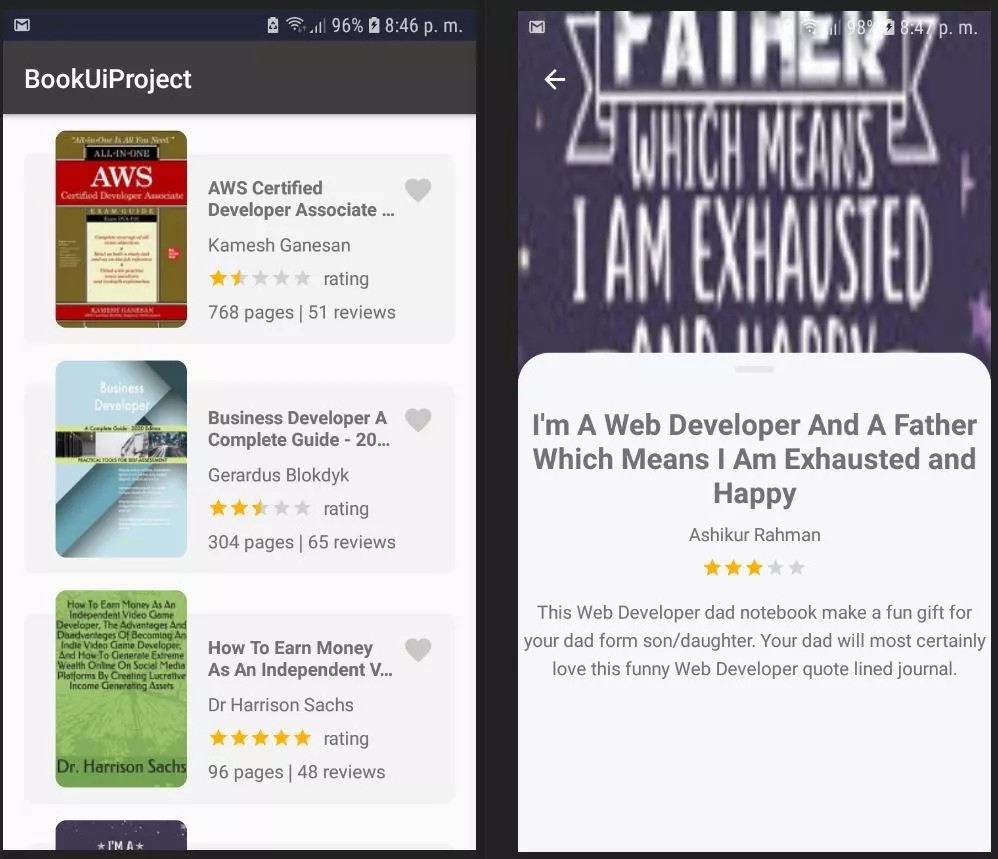 96% 8:46 p. m.
BookUiProject
"All-in-One Is All You Need."
ALL-IN-ONE
AWS
Certified Developer Associate
EXAM GUIDE
Complete coverage of all
KAMESH GANESAN
AWS Certified
Developer Associate ...
Kamesh Ganesan
rating
768 pages | 51 reviews
Business
Developer
A Complete Guide - 2020 Edition
PRACTICAL TOOLS FOR SELF-ASSESSMENT
Business Developer A
Complete Guide - 20...
Gerardus Blokdyk
rating
304 pages | 65 reviews
How To Earn Money As An
Independent Video Game
Developer, The Advantages And
Disadvantages Of Becoming An
Indie Video Game Developer,
And How To Generate Extreme
Wealth Online On Social Media
Platforms By Creating Lucrative
Income Generating Assets
Dr. Harrison Sachs
How To Earn Money
As An Independent V...
Dr Harrison Sachs
rating
96 pages | 48 reviews
★ I'M A ★
98% 8:47 p. m.
FATHER
WHICH MEANS
I AM EXHAUSTED
AND HAPPY
I'm A Web Developer And A Father
Which Means I Am Exhausted and
Happy
Ashikur Rahman
This Web Developer dad notebook make a fun gift for
your dad form son/daughter. Your dad will most certainly
love this funny Web Developer quote lined journal.